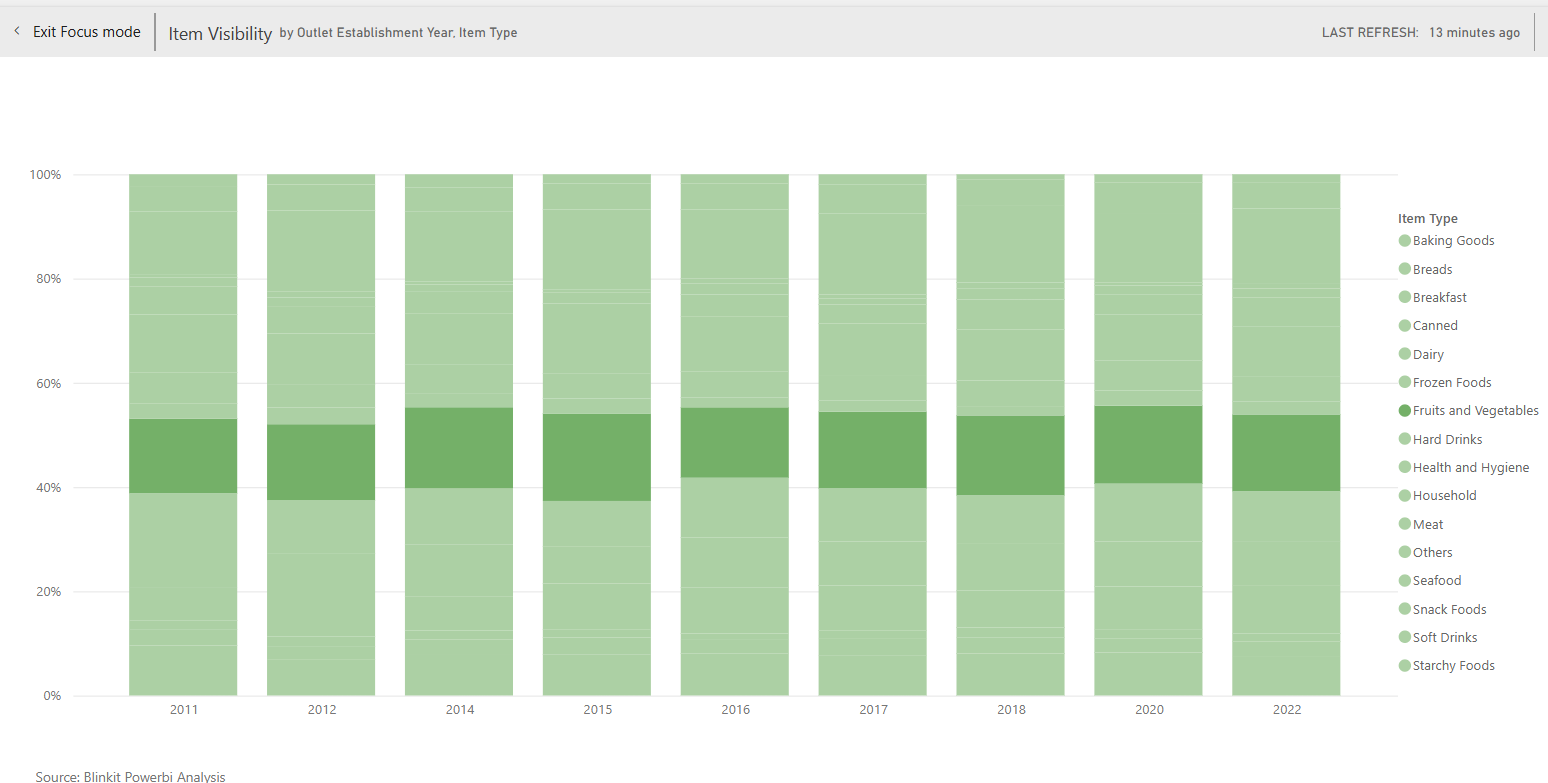 Exit Focus mode
Item Visibility by Outlet Establishment Year, Item Type
LAST REFRESH: 13 minutes ago
100%
80%
60%
40%
20%
0%
2011 2012 2014 2015 2016 2017 2018 2020 2022
Item Type
Baking Goods
Breads
Breakfast
Canned
Dairy
Frozen Foods
Fruits and Vegetables
Hard Drinks
Health and Hygiene
Household
Meat
Others
Seafood
Snack Foods
Soft Drinks
Starchy Foods
Source: Blinkit Powerbi Analysis